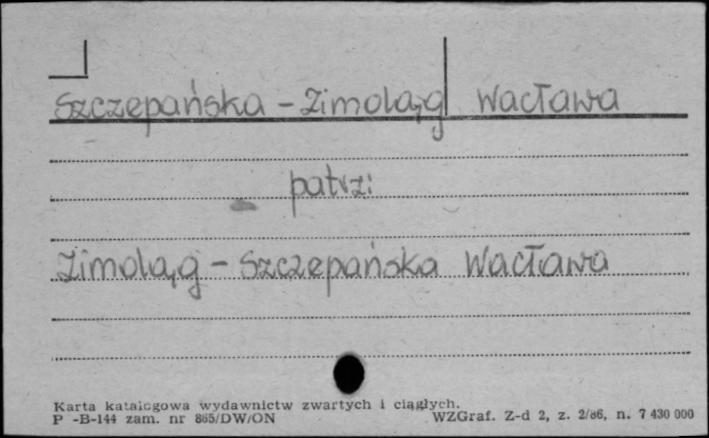 Szczepańska - Zimoląg Wacława
patrz:
Zimoląg - Szczepańska Wacława
Karta katalogowa wydawnictw zwartych i ciągłych.
P -B-144 zam. nr 865/DW/ON WZGraf. Z-d 2, z. 2/86, n. 7 430 000